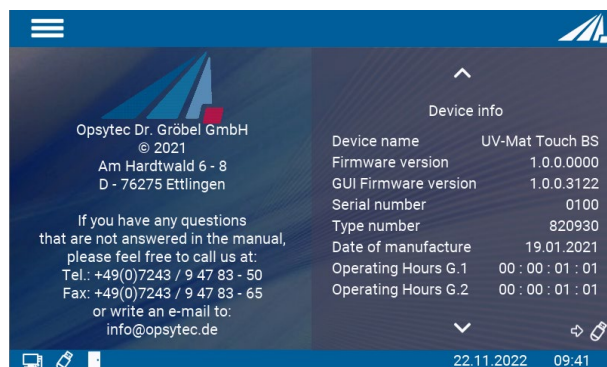 Opsytec Dr. Gröbel GmbH
© 2021
Am Hardtwald 6 - 8
D - 76275 Ettlingen
If you have any questions
that are not answered in the manual,
please feel free to call us at:
Tel.: +49(0)7243 / 9 47 83 - 50
Fax: +49(0)7243 / 9 47 83 - 65
or write an e-mail to:
info@opsytec.de
Device info
Device name UV-Mat Touch BS
Firmware version 1.0.0.0000
GUI Firmware version 1.0.0.3122
Serial number 0100
Type number 820930
Date of manufacture 19.01.2021
Operating Hours G.1 00 : 00 : 01 : 01
Operating Hours G.2 00 : 00 : 01 : 01
22.11.2022 09:41